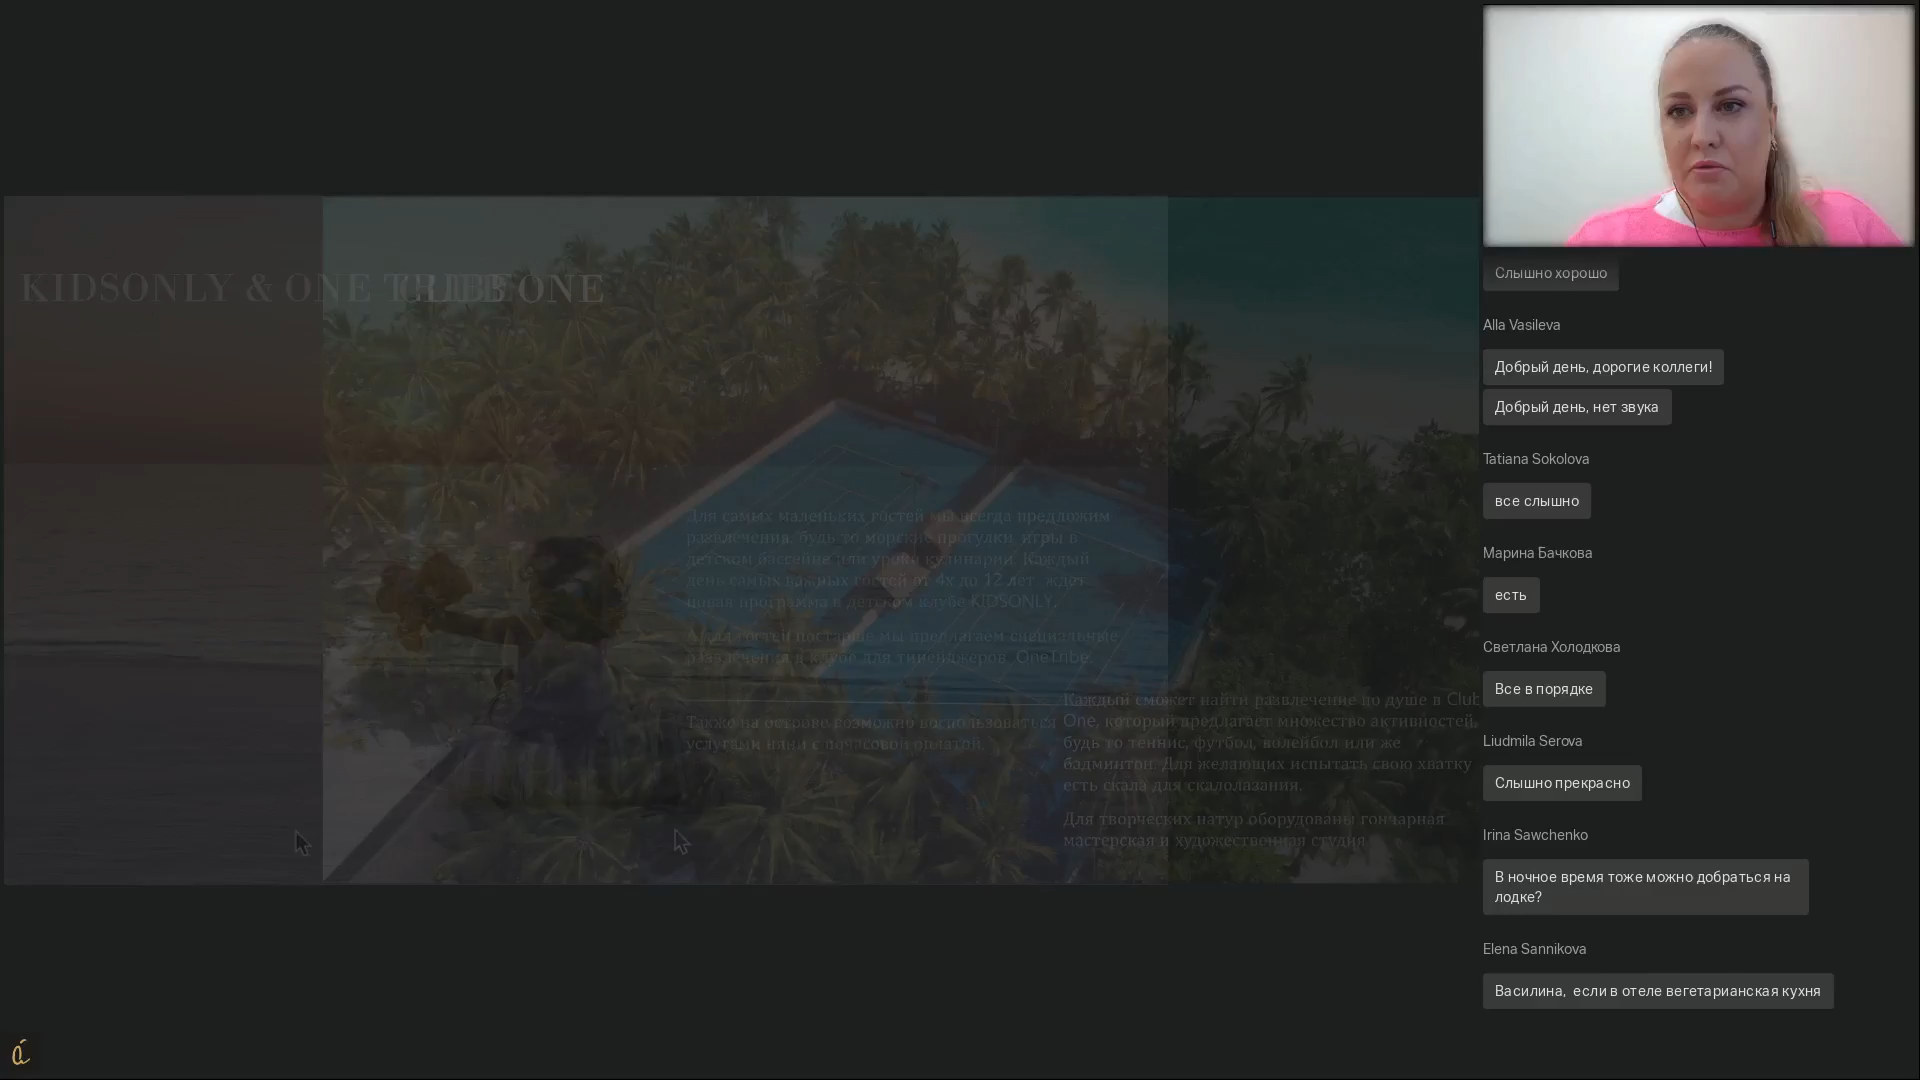 KIDSONLY & ONE TRIBE
CLUB ONE
Для самых маленьких гостей мы всегда предложим
развлечения, будь то морские прогулки, игры в
детском бассейне или уроки кулинарии. Каждый
день самых важных гостей от 4х до 12 лет ждет
новая программа в детском клубе KIDSONLY.
гостей постарше мы предлагаем специальные
развлечения в клубе для тинейджеров, OneTribe.
Также на острове возможно воспользоваться
услугами няни с почасовой оплатой.
Каждый сможет найти развлечение по душе в Club
One, который предлагает множество активностей,
будь то теннис, футбол, волейбол или же
бадминтон. Для желающих испытать свою хватку
есть скала для скалолазания.
Для творческих натур оборудованы гончарная
мастерская и художественная студия
Слышно хорошо
Alla Vasileva
Добрый день, дорогие коллеги!
Добрый день, нет звука
Tatiana Sokolova
все слышно
Марина Бачкова
есть
Светлана Холодкова
Все в порядке
Liudmila Serova
Слышно прекрасно
Irina Sawchenko
В ночное время тоже можно добраться на
лодке?
Elena Sannikova
Василина, если в отеле вегетарианская кухня